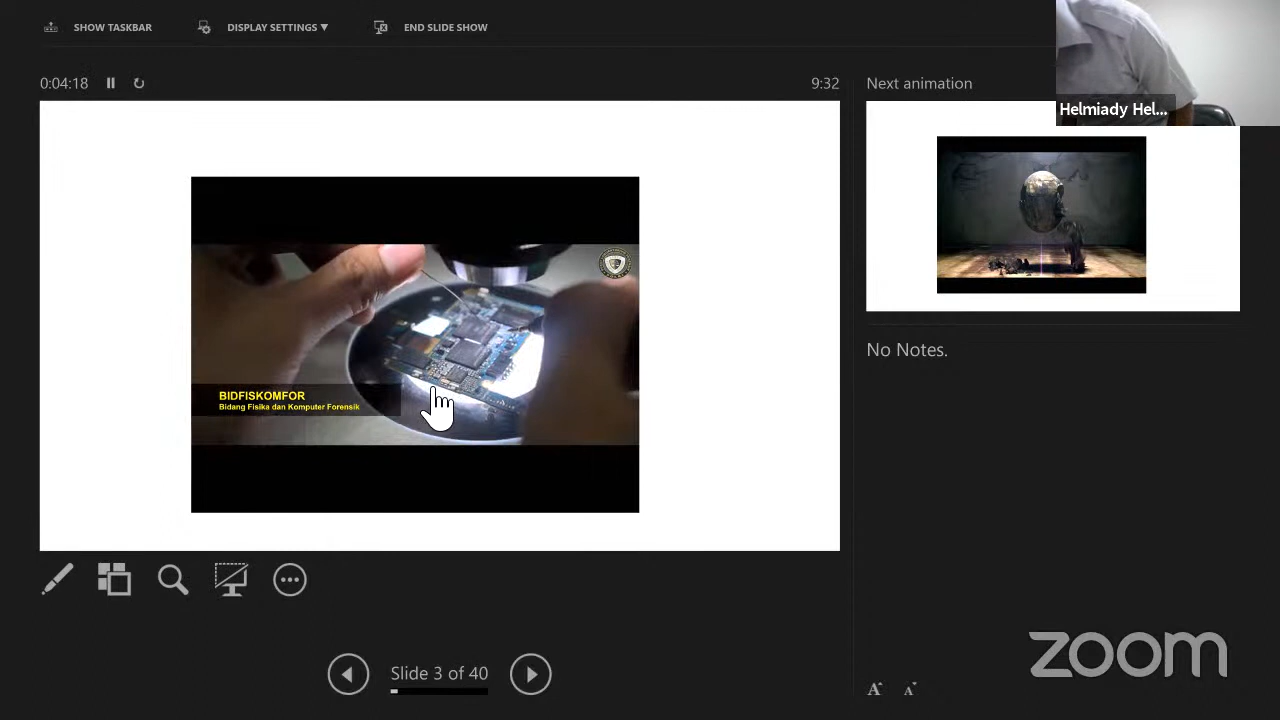 SHOW TASKBAR
DISPLAY SETTINGS ▼
END SLIDE SHOW
0:04:18
9:32
Next animation
Helmiady Hel...
BIDFISKOMFOR
Bidang Fisika dan Komputer Forensik
No Notes.
Slide 3 of 40
A A
zoom